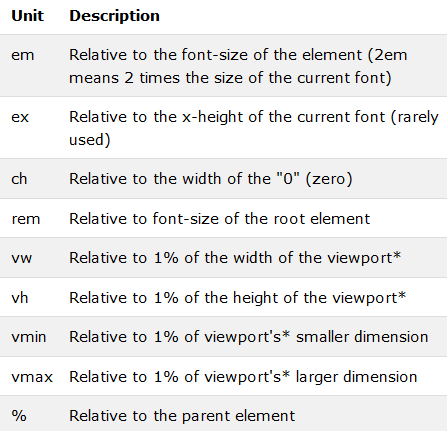 Unit Description
em Relative to the font-size of the element (2em
means 2 times the size of the current font)
ex Relative to the x-height of the current font (rarely
used)
ch Relative to the width of the "0" (zero)
rem Relative to font-size of the root element
vw Relative to 1% of the width of the viewport*
vh Relative to 1% of the height of the viewport*
vmin Relative to 1% of viewport's* smaller dimension
vmax Relative to 1% of viewport's* larger dimension
% Relative to the parent element